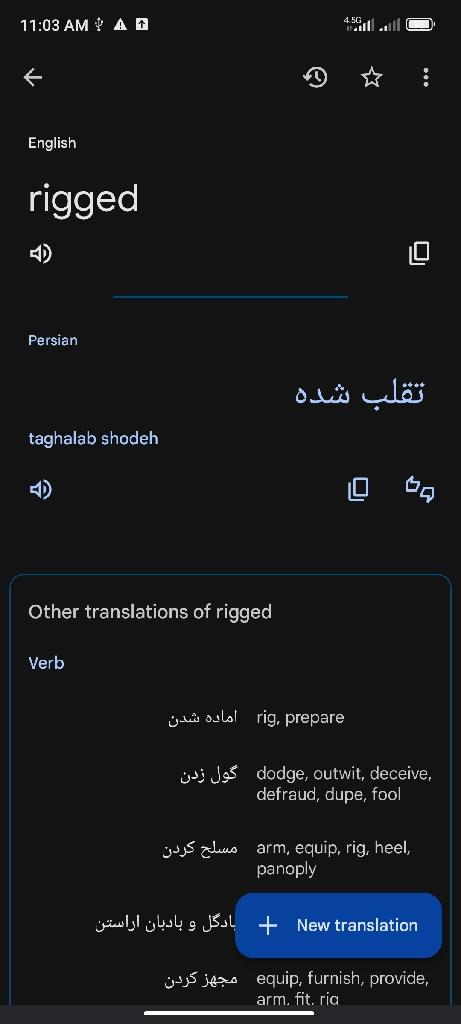 11:03 AM
4.5G
English
rigged
Persian
تقلب شده
taghalab shodeh
Other translations of rigged
Verb
اماده شدن rig, prepare
گول زدن dodge, outwit, deceive,
defraud, dupe, fool
مسلح کردن arm, equip, rig, heel,
panoply
بادگل و بادبان اراستن
New translation
مجهز کردن equip, furnish, provide,
arm, fit, rig